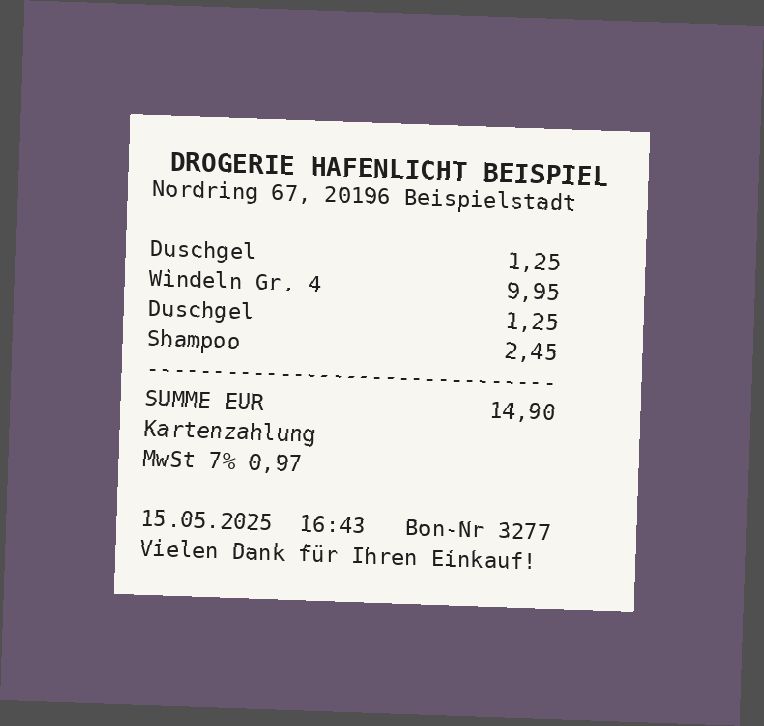 DROGERIE HAFENLICHT BEISPIEL
Nordring 67, 20196 Beispielstadt
Duschgel 1,25
Windeln Gr. 4 9,95
Duschgel 1,25
Shampoo 2,45
-------------------------------
SUMME EUR 14,90
Kartenzahlung
MwSt 7% 0,97
15.05.2025 16:43 Bon-Nr 3277
Vielen Dank für Ihren Einkauf!